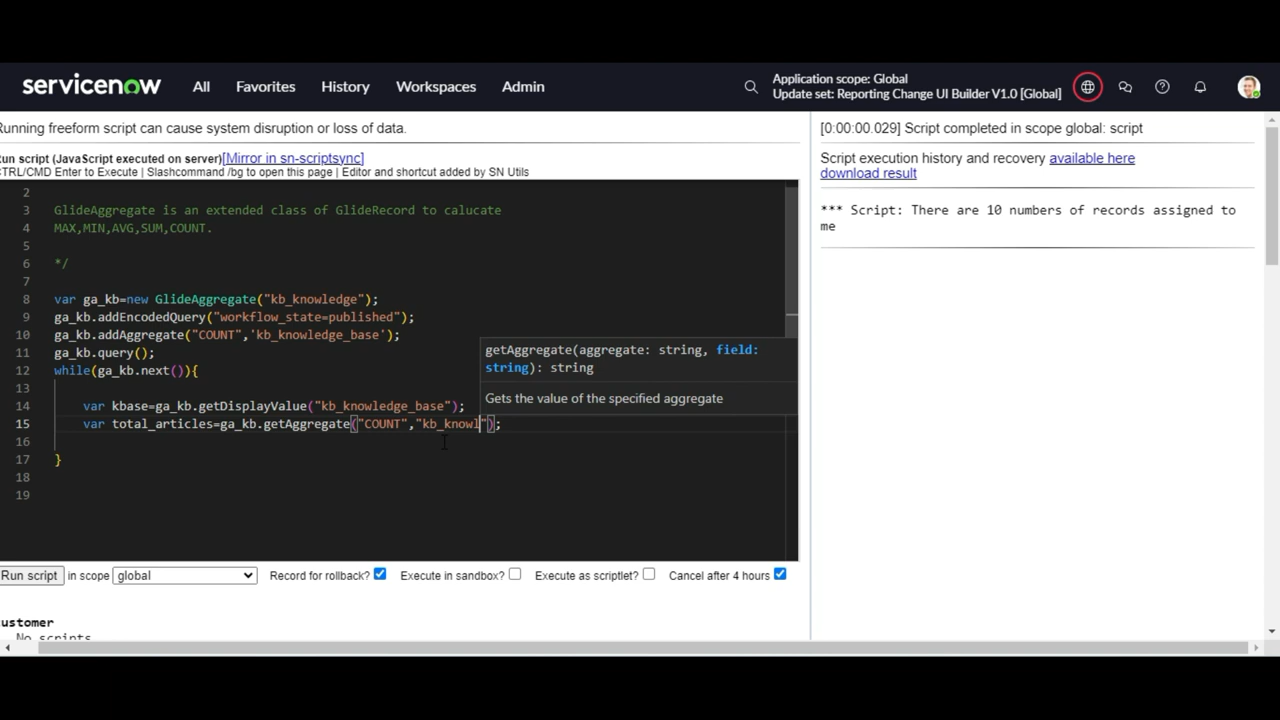 servicenow
All
Favorites
History
Workspaces
Admin
Application scope: Global
Update set: Reporting Change UI Builder V1.0 [Global]
Running freeform script can cause system disruption or loss of data.
un script (JavaScript executed on server)[Mirror in sn-scriptsync]
CTRL/CMD Enter to Execute | Slashcommand /bg to open this page | Editor and shortcut added by SN Utils
2
3 GlideAggregate is an extended class of GlideRecord to calucate
4 MAX,MIN,AVG,SUM,COUNT.
5
6 */
7
8 var ga_kb=new GlideAggregate("kb_knowledge");
9 ga_kb.addEncodedQuery("workflow_state=published");
10 ga_kb.addAggregate("COUNT",'kb_knowledge_base');
11 ga_kb.query();
12 while(ga_kb.next()){
13
14 var kbase=ga_kb.getDisplayValue("kb_knowledge_base");
15 var total_articles=ga_kb.getAggregate("COUNT","kb_knowl");
16
17 }
18
19
getAggregate(aggregate: string, field:
string): string
Gets the value of the specified aggregate
Run script
in scope
global
Record for rollback?
Execute in sandbox?
Execute as scriptlet?
Cancel after 4 hours
ustomer
No scripts
[0:00:00.029] Script completed in scope global: script
Script execution history and recovery available here
download result
*** Script: There are 10 numbers of records assigned to
me